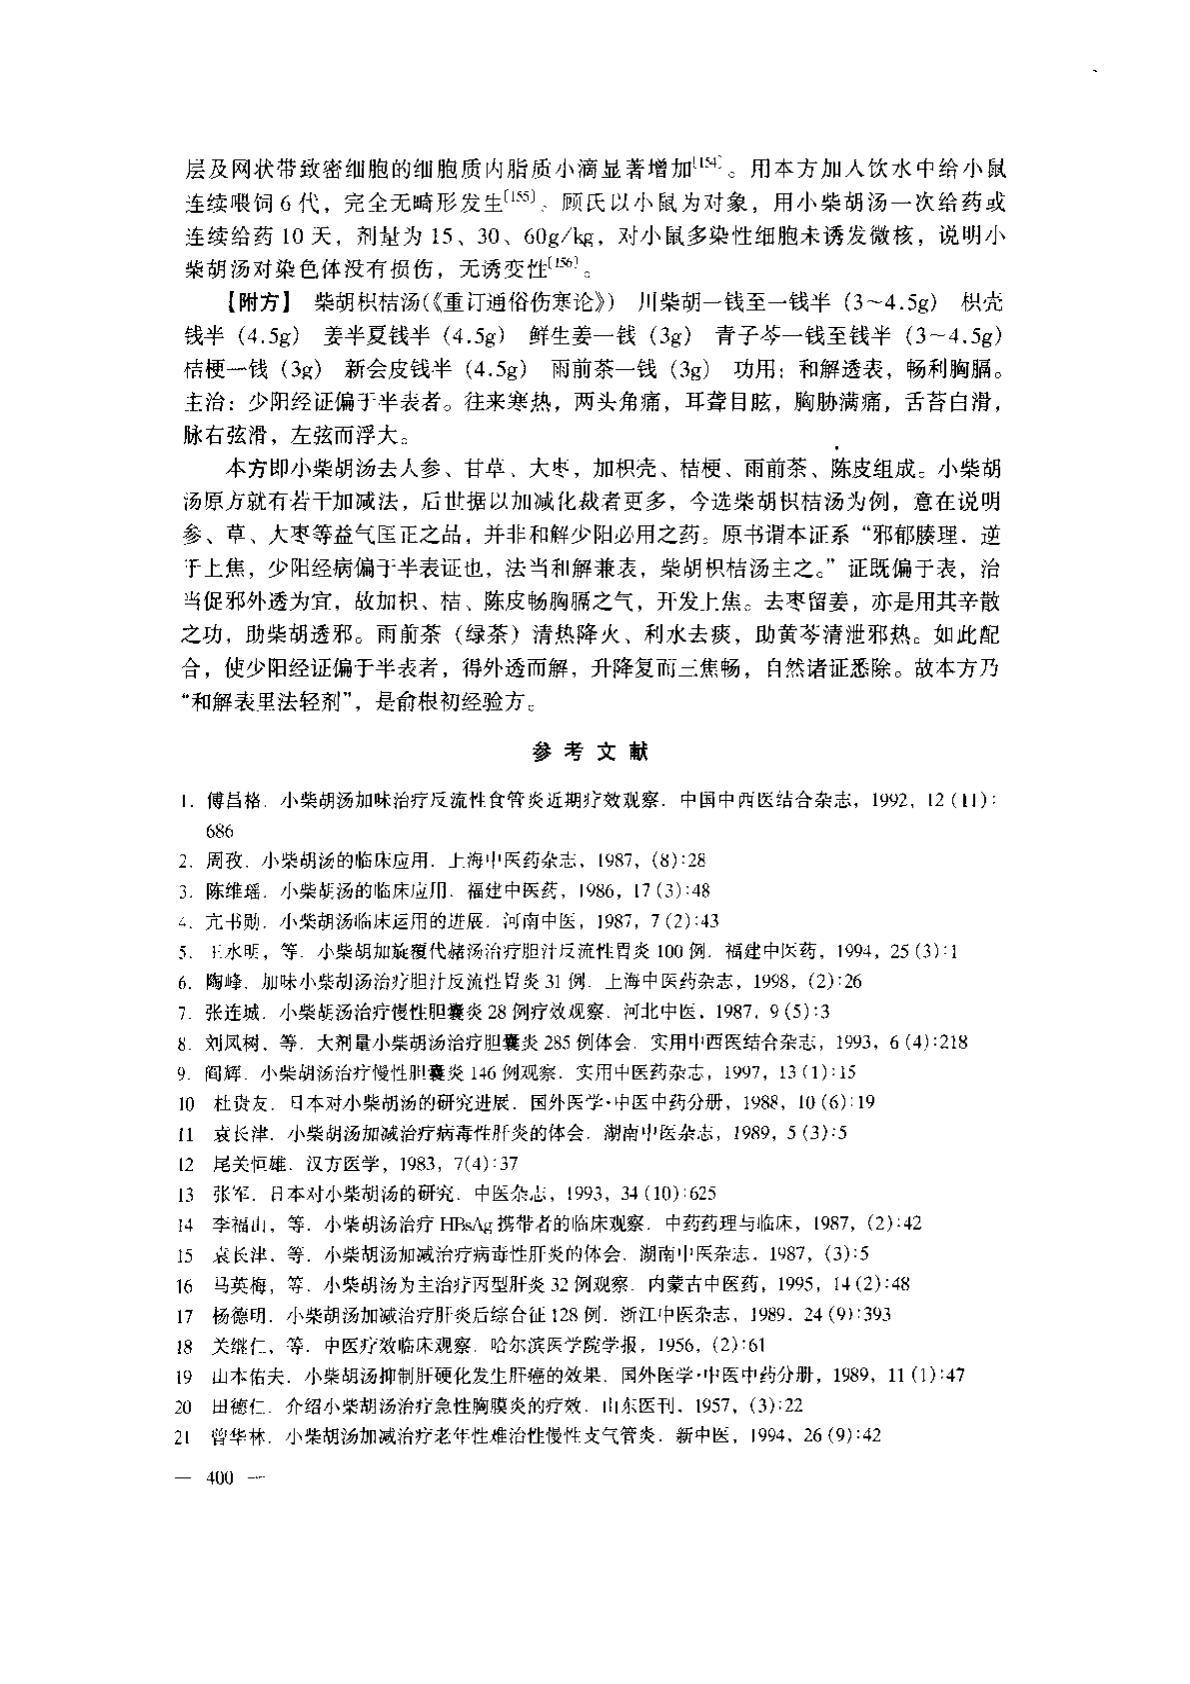 层及网状带致密细胞的细胞质内脂质小滴显著增加[154]。用本方加入饮水中给小鼠
连续喂饲6代，完全无畸形发生[155]。顾氏以小鼠为对象，用小柴胡汤一次给药或
连续给药10天，剂量为15、30、60g/kg，对小鼠多染性细胞未诱发微核，说明小
柴胡汤对染色体没有损伤，无诱变性[156]。
【附方】 柴胡枳桔汤(《重订通俗伤寒论》) 川柴胡一钱至一钱半（3~4.5g） 枳壳
钱半（4.5g） 姜半夏钱半（4.5g） 鲜生姜一钱（3g） 青子芩一钱至钱半（3~4.5g）
桔梗一钱（3g） 新会皮钱半（4.5g） 雨前茶一钱（3g） 功用：和解透表，畅利胸膈。
主治：少阳经证偏于半表者。往来寒热，两头角痛，耳聋目眩，胸胁满痛，舌苔白滑，
脉右弦滑，左弦而浮大。
本方即小柴胡汤去人参、甘草、大枣，加枳壳、桔梗、雨前茶、陈皮组成。小柴胡
汤原方就有若干加减法，后世据以加减化裁者更多，今选柴胡枳桔汤为例，意在说明
参、草、大枣等益气匡正之品，并非和解少阳必用之药。原书谓本证系“邪郁腠理，逆
于上焦，少阳经病偏于半表证也，法当和解兼表，柴胡枳桔汤主之。”证既偏于表，治
当促邪外透为宜，故加枳、桔、陈皮畅胸膈之气，开发上焦。去枣留姜，亦是用其辛散
之功，助柴胡透邪。雨前茶（绿茶）清热降火、利水去痰，助黄芩清泄邪热。如此配
合，使少阳经证偏于半表者，得外透而解，升降复而三焦畅，自然诸证悉除。故本方乃
“和解表里法轻剂”，是俞根初经验方。
参 考 文 献
1. 傅昌格. 小柴胡汤加味治疗反流性食管炎近期疗效观察. 中国中西医结合杂志，1992，12 (11)：
686
2. 周孜. 小柴胡汤的临床应用. 上海中医药杂志，1987，(8):28
3. 陈维瑶. 小柴胡汤的临床应用. 福建中医药，1986，17 (3):48
4. 亢书勋. 小柴胡汤临床运用的进展. 河南中医，1987，7 (2):43
5. 王水明，等. 小柴胡加旋覆代赭汤治疗胆汁反流性胃炎 100 例. 福建中医药，1994，25 (3):1
6. 陶峰. 加味小柴胡汤治疗胆汁反流性胃炎 31 例. 上海中医药杂志，1998，(2):26
7. 张连城. 小柴胡汤治疗慢性胆囊炎 28 例疗效观察. 河北中医，1987，9 (5):3
8. 刘凤树，等. 大剂量小柴胡汤治疗胆囊炎 285 例体会. 实用中西医结合杂志，1993，6 (4):218
9. 阎辉. 小柴胡汤治疗慢性胆囊炎 146 例观察. 实用中医药杂志，1997，13 (1):15
10 杜贵友. 日本对小柴胡汤的研究进展. 国外医学·中医中药分册，1988，10 (6):19
11 袁长津. 小柴胡汤加减治疗病毒性肝炎的体会. 湖南中医杂志，1989，5 (3):5
12 尾关恒雄. 汉方医学，1983，7(4):37
13 张军. 日本对小柴胡汤的研究. 中医杂志，1993，34 (10):625
14 李福山，等. 小柴胡汤治疗 HBsAg 携带者的临床观察. 中药药理与临床，1987，(2):42
15 袁长津，等. 小柴胡汤加减治疗病毒性肝炎的体会. 湖南中医杂志，1987，(3):5
16 马英梅，等. 小柴胡汤为主治疗丙型肝炎 32 例观察. 内蒙古中医药，1995，14 (2):48
17 杨德明. 小柴胡汤加减治疗肝炎后综合征 128 例. 浙江中医杂志，1989，24 (9):393
18 关继仁，等. 中医疗效临床观察. 哈尔滨医学院学报，1956，(2):61
19 山本佑夫. 小柴胡汤抑制肝硬化发生肝癌的效果. 国外医学·中医中药分册，1989，11 (1):47
20 田德仁. 介绍小柴胡汤治疗急性胸膜炎的疗效. 山东医刊，1957，(3):22
21 曾华林. 小柴胡汤加减治疗老年性难治性慢性支气管炎. 新中医，1994，26 (9):42
— 400 —